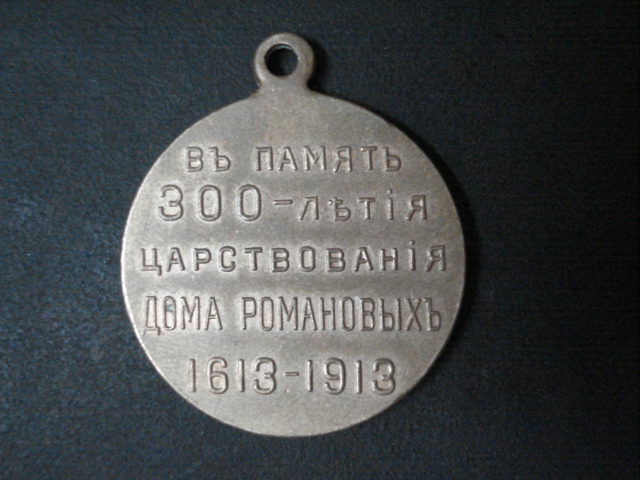 ВЪ ПАМЯТЬ
300-лѣтія
ЦАРСТВОВАНІЯ
ДОМА РОМАНОВЫХЪ
1613-1913